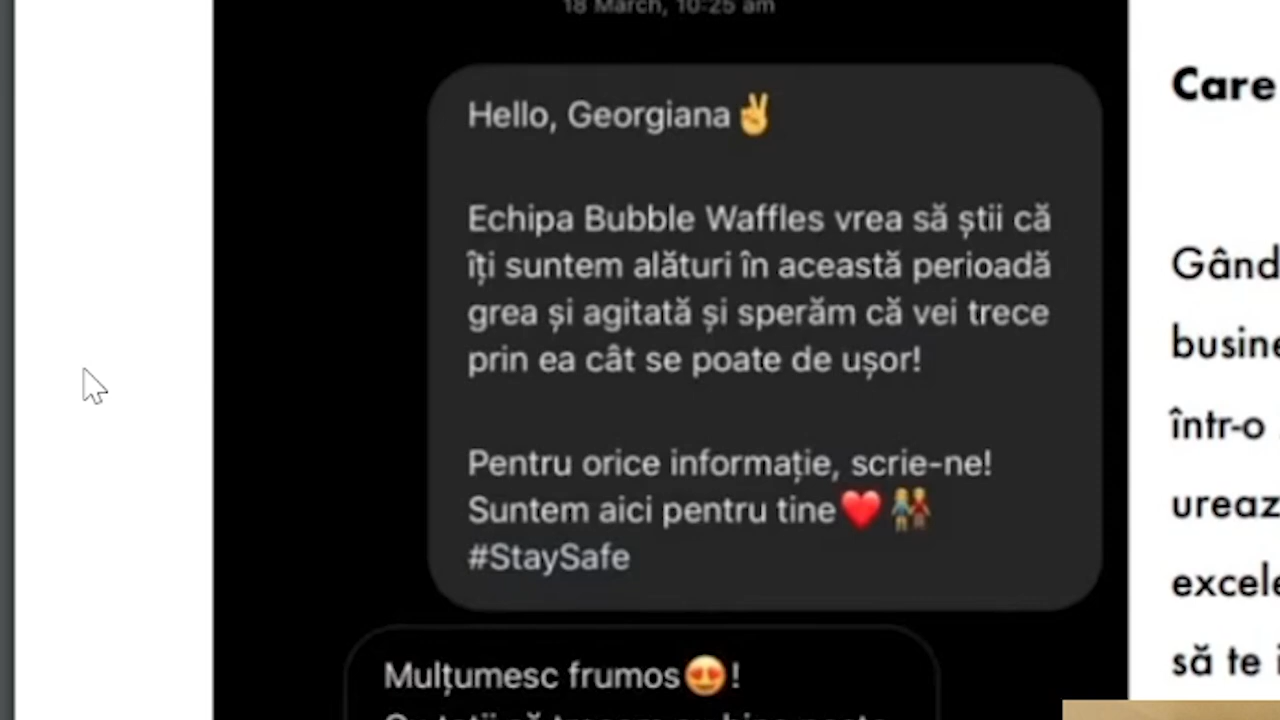 18 March, 10:25 am
Hello, Georgiana✌️
Echipa Bubble Waffles vrea să știi că
îți suntem alături în această perioadă
grea și agitată și sperăm că vei trece
prin ea cât se poate de ușor!
Pentru orice informație, scrie-ne!
Suntem aici pentru tine❤️👫
#StaySafe
Mulțumesc frumos😍!
Care
Gând
busine
într-o
urează
excele
să te